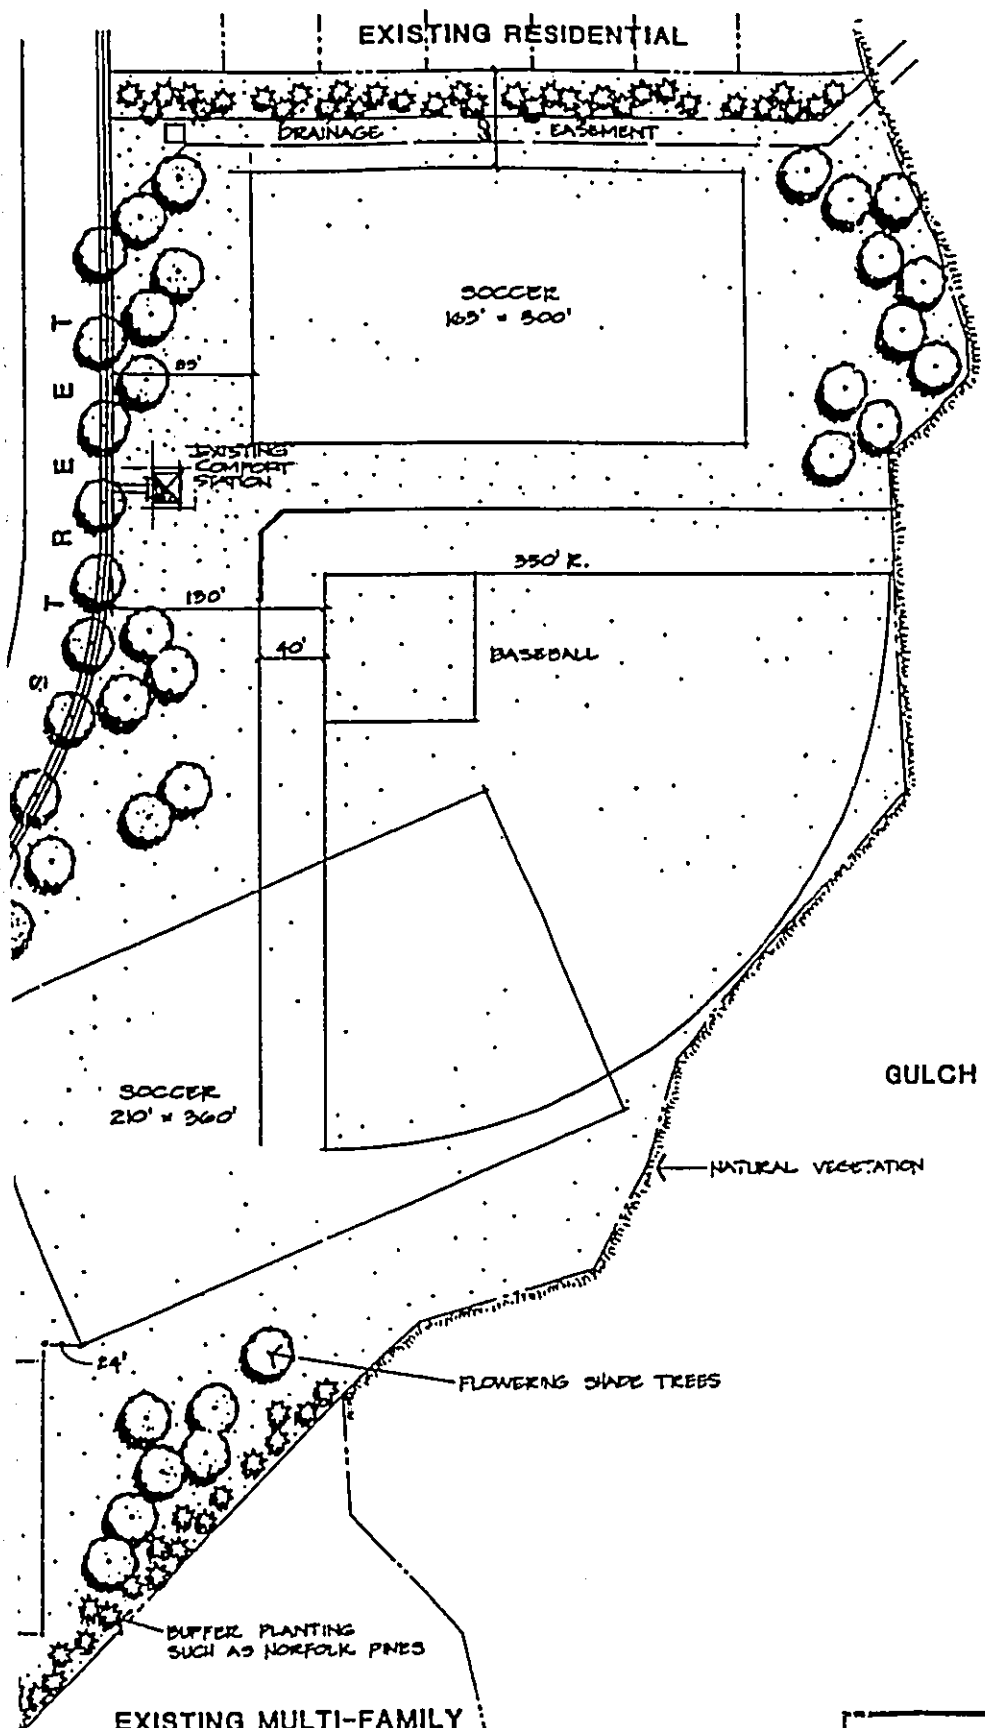 EXISTING RESIDENTIAL
DRAINAGE EASEMENT
SOCCER
165' x 300'
85'
STREET
EXISTING
COMFORT
STATION
350' R.
130'
40'
BASEBALL
SOCCER
210' x 360'
GULCH
NATURAL VEGETATION
24'
FLOWERING SHADE TREES
BUFFER PLANTING
SUCH AS NORFOLK PINES
EXISTING MULTI-FAMILY